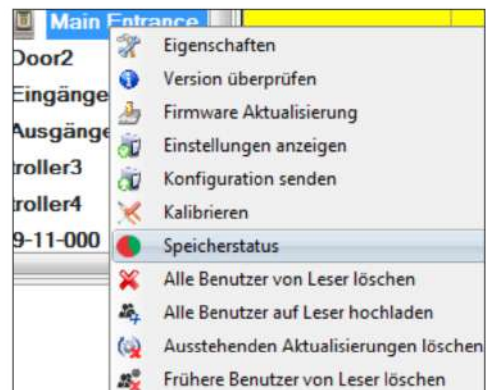 Main Entrance
Door2
Eingänge
Ausgänge
troller3
troller4
9-11-000
Eigenschaften
Version überprüfen
Firmware Aktualisierung
Einstellungen anzeigen
Konfiguration senden
Kalibrieren
Speicherstatus
Alle Benutzer von Leser löschen
Alle Benutzer auf Leser hochladen
Ausstehenden Aktualisierungen löschen
Frühere Benutzer von Leser löschen